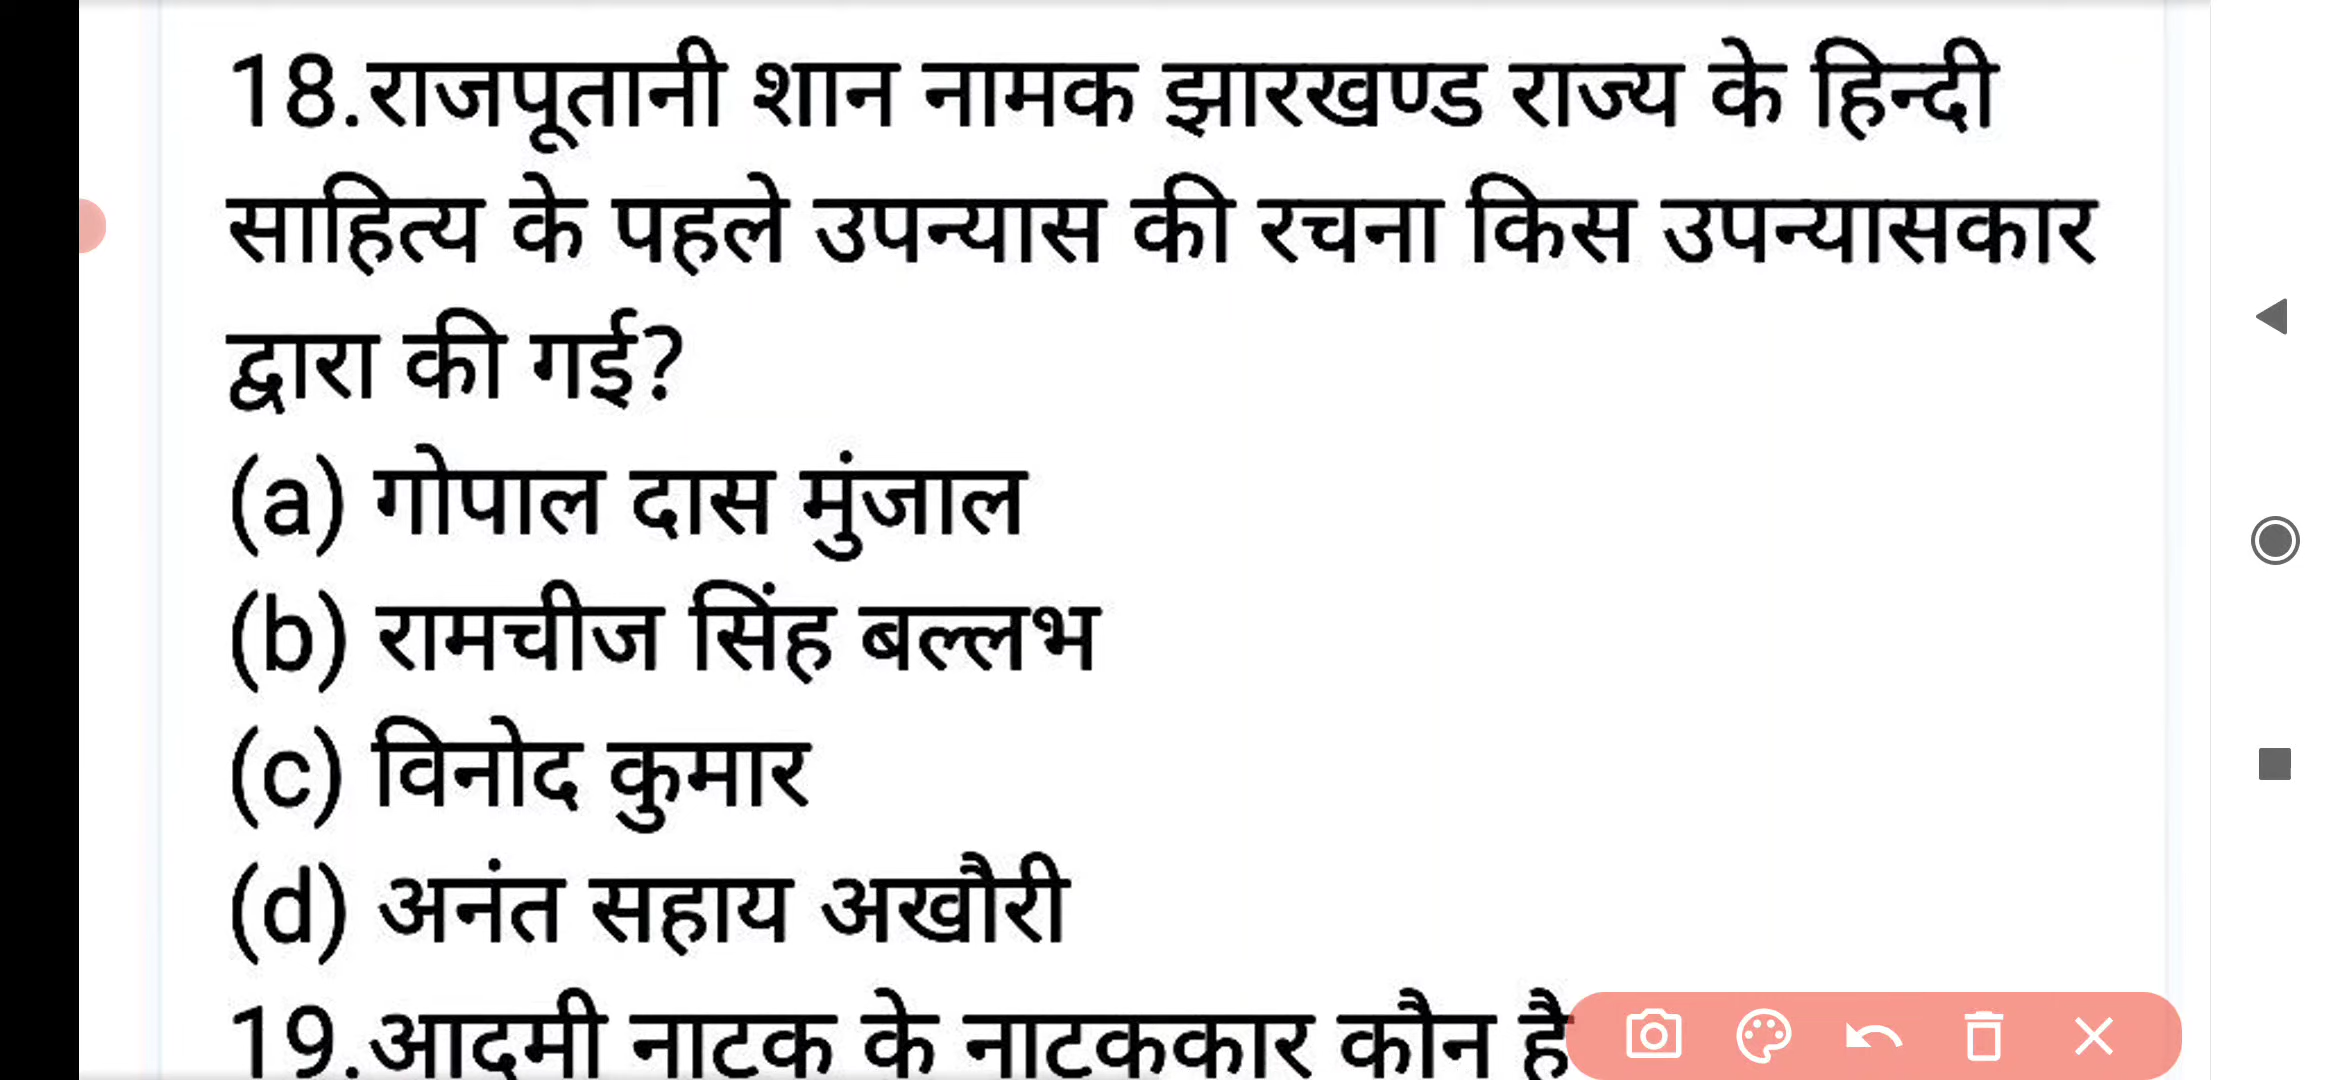 18.राजपूतानी शान नामक झारखण्ड राज्य के हिन्दी
साहित्य के पहले उपन्यास की रचना किस उपन्यासकार
द्वारा की गई?
(a) गोपाल दास मुंजाल
(b) रामचीज सिंह बल्लभ
(c) विनोद कुमार
(d) अनंत सहाय अखौरी
19.आदमी नाटक के नाटककार कौन है